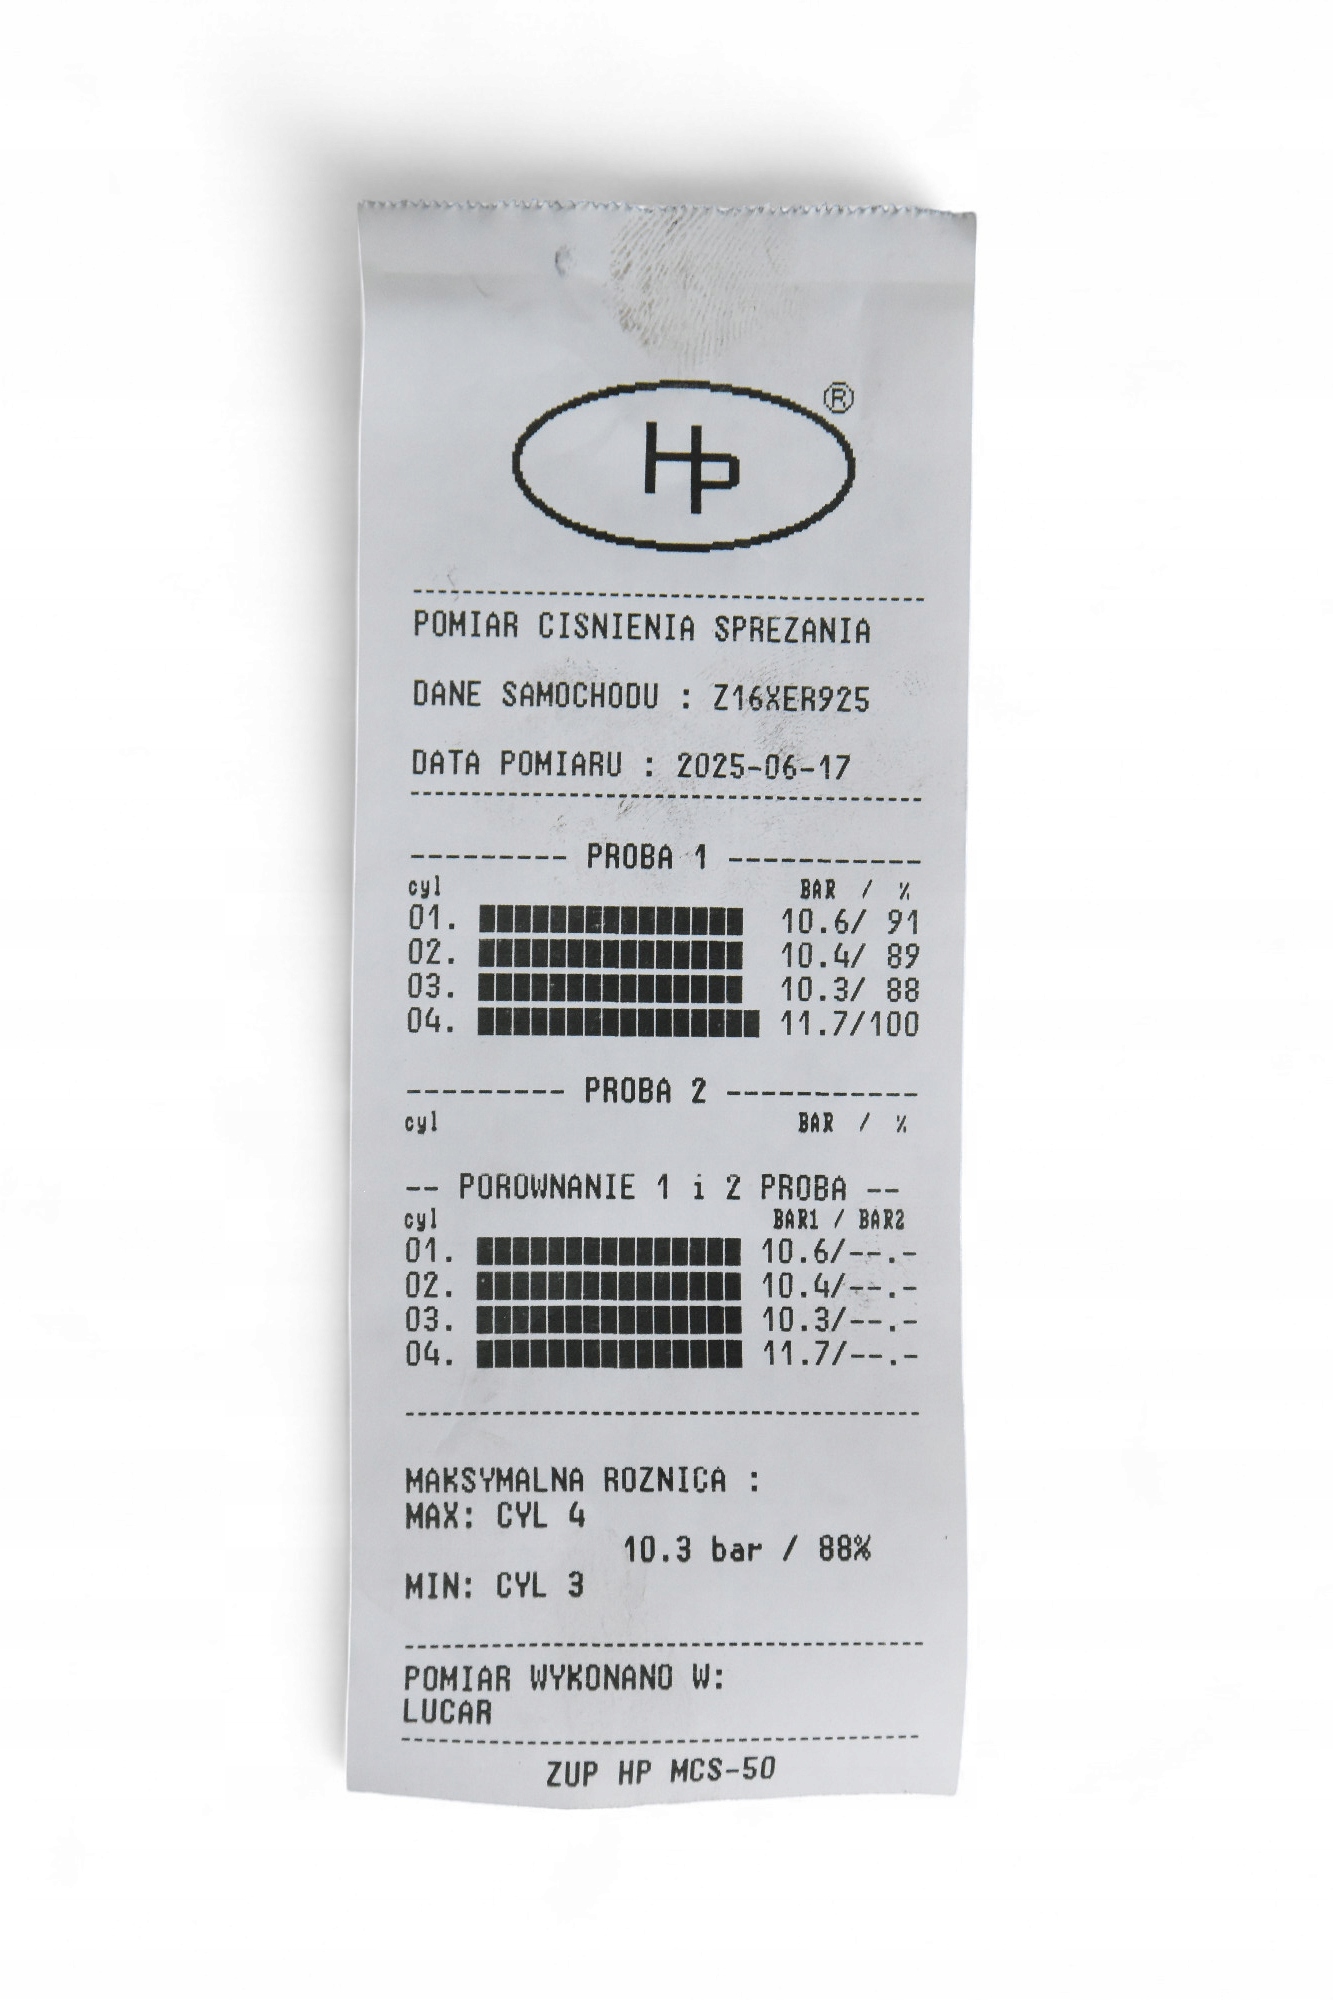 HP ®
POMIAR CISNIENIA SPREZANIA
DANE SAMOCHODU : Z16XER925
DATA POMIARU : 2025-06-17
--------- PROBA 1 -----------
cyl BAR / %
01. 10.6/ 91
02. 10.4/ 89
03. 10.3/ 88
04. 11.7/100
--------- PROBA 2 -----------
cyl BAR / %
-- POROWNANIE 1 i 2 PROBA --
cyl BAR1 / BAR2
01. 10.6/--.-
02. 10.4/--.-
03. 10.3/--.-
04. 11.7/--.-
MAKSYMALNA ROZNICA :
MAX: CYL 4
10.3 bar / 88%
MIN: CYL 3
POMIAR WYKONANO W:
LUCAR
ZUP HP MCS-50